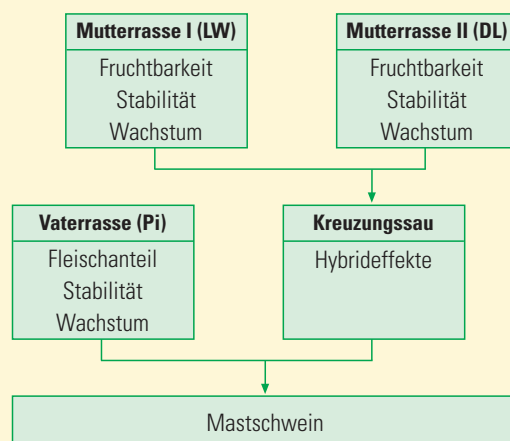 Mutterrasse I (LW)
Fruchtbarkeit
Stabilität
Wachstum
Mutterrasse II (DL)
Fruchtbarkeit
Stabilität
Wachstum
Vaterrasse (Pi)
Fleischanteil
Stabilität
Wachstum
Kreuzungssau
Hybrideffekte
Mastschwein